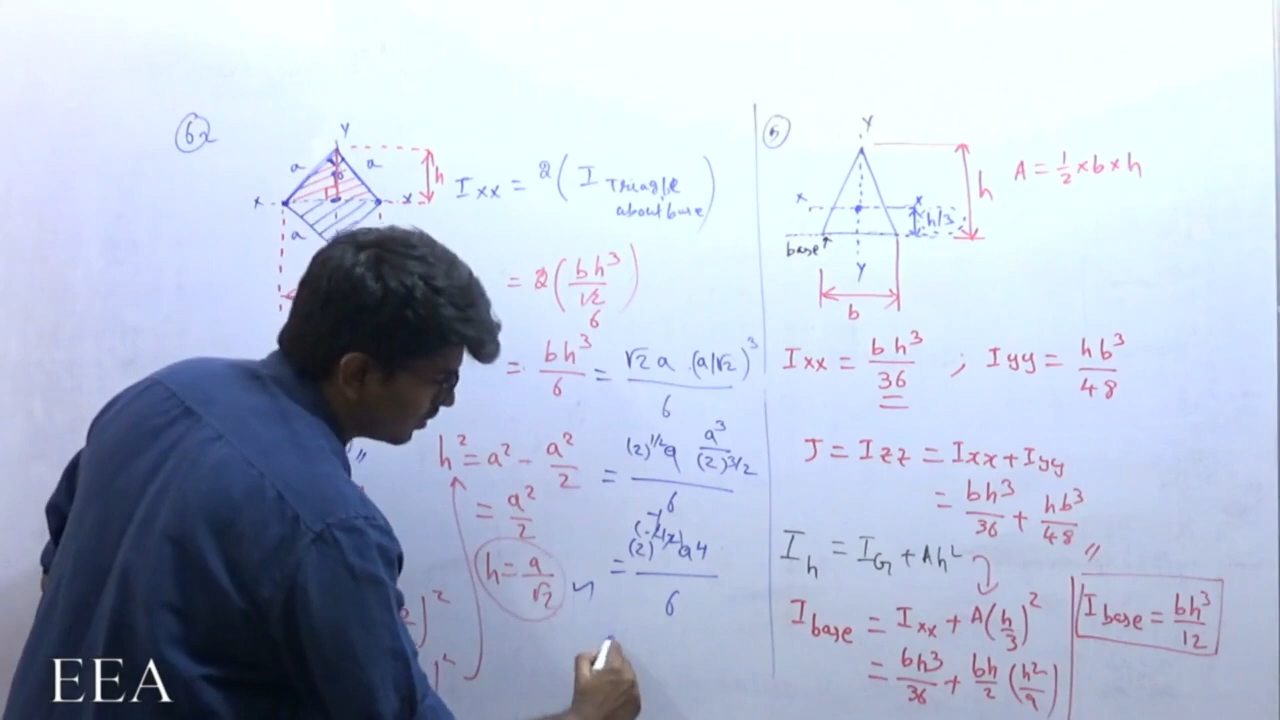 6a
Y
a
a
h
x
x
a
I xx = 2 ( I Triangle about base )
= 2 ( bh³ / 12 )
6
= bh³ / 6 = √2 a . (a/√2)³ / 6
h² = a² - a²/2
= (2)^1/2 a a³/(2)^3/2 / 6
= a²/2
h = a/√2
= (2)⁻¹ a4 / 6
)²
)²
EEA
5
Y
x
x
h/3
h
base
Y
b
A = 1/2 × b × h
I xx = bh³ / 36 ; I yy = hb³ / 48
J = I zz = I xx + I yy
= bh³/36 + hb³/48 //
I h = I G + Ah²
I base = I xx + A (h/3)²
= bh³/36 + bh/2 (h²/9)
I base = bh³ / 12